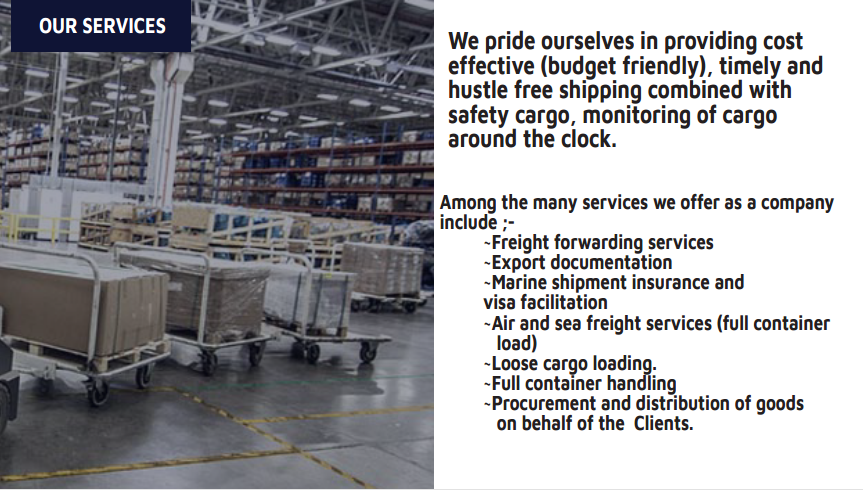 OUR SERVICES
We pride ourselves in providing cost
effective (budget friendly), timely and
hustle free shipping combined with
safety cargo, monitoring of cargo
around the clock.
Among the many services we offer as a company
include ;-
~Freight forwarding services
~Export documentation
~Marine shipment insurance and
visa facilitation
~Air and sea freight services (full container
load)
~Loose cargo loading.
~Full container handling
~Procurement and distribution of goods
on behalf of the  Clients.